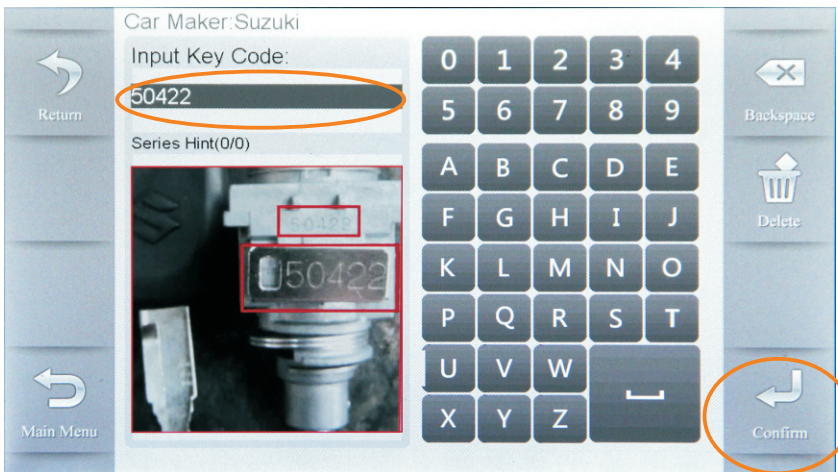 Car Maker:Suzuki
Input Key Code:
50422
Series Hint(0/0)
50422
50422
Return
Main Menu
0 1 2 3 4
5 6 7 8 9
A B C D E
F G H I J
K L M N O
P Q R S T
U V W
X Y Z
Backspace
Delete
Confirm